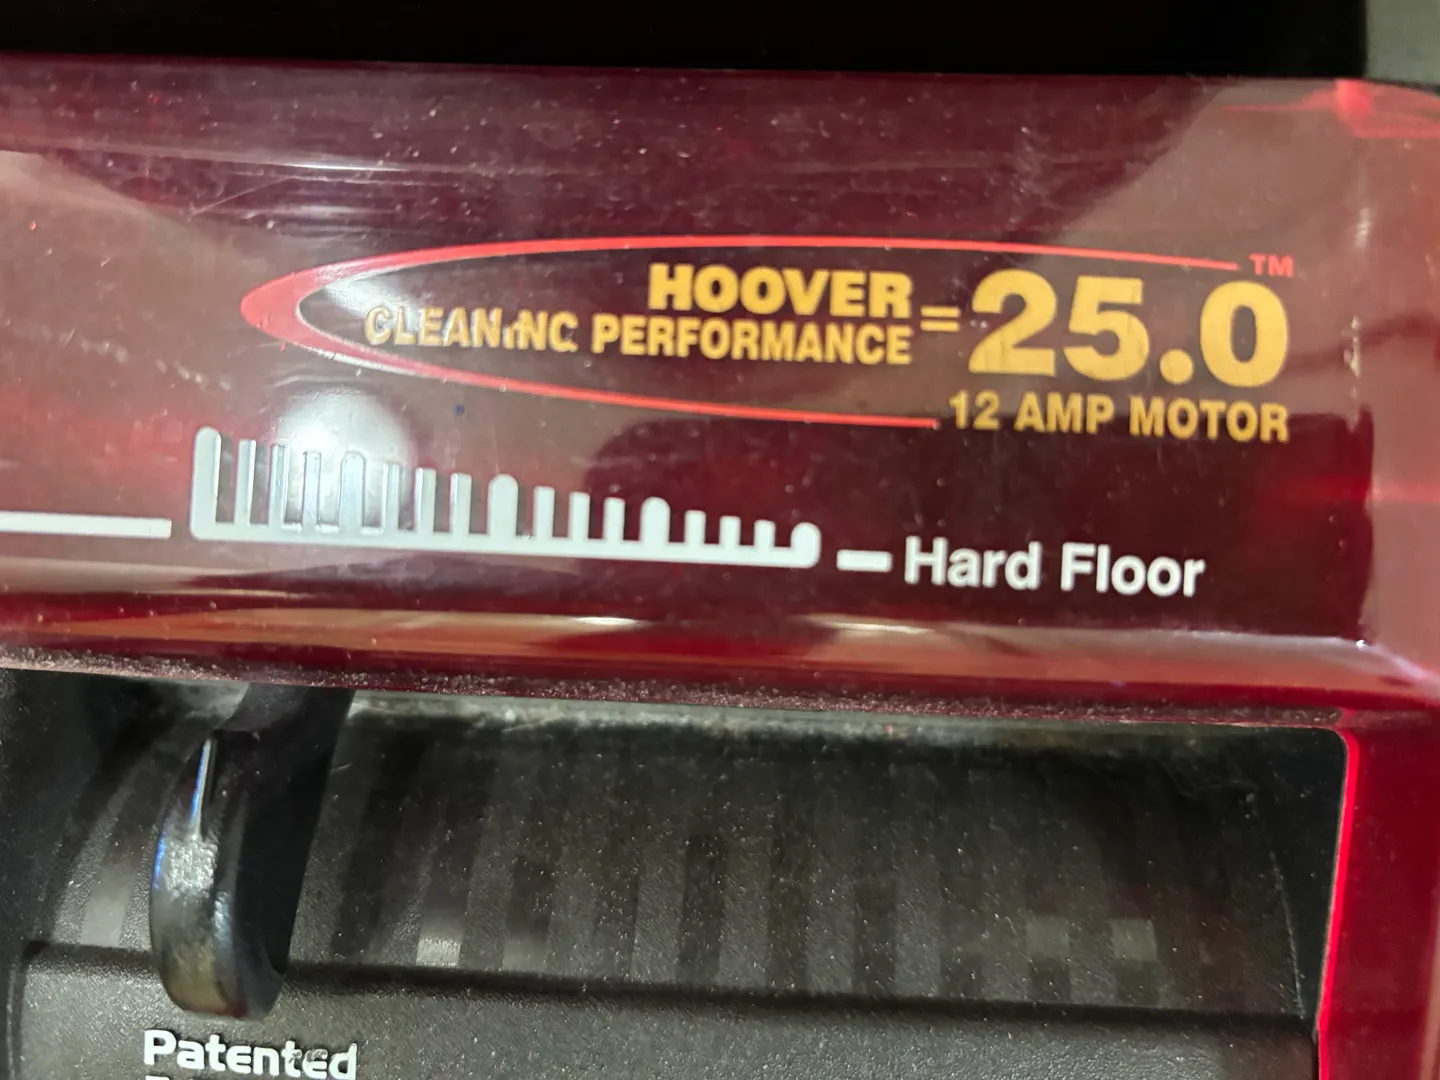 HOOVER
CLEANING PERFORMANCE
= 25.0 ™
12 AMP MOTOR
Hard Floor
Patented